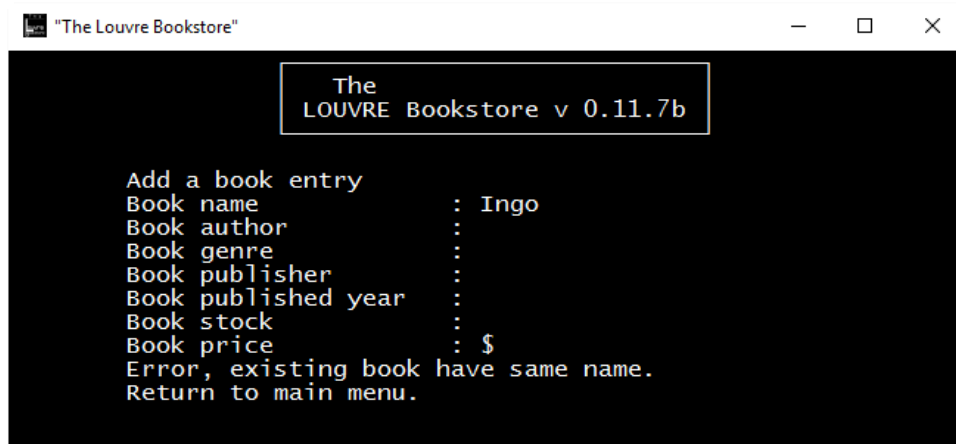 "The Louvre Bookstore"
The
LOUVRE Bookstore v 0.11.7b
Add a book entry
Book name : Ingo
Book author :
Book genre :
Book publisher :
Book published year :
Book stock :
Book price : $
Error, existing book have same name.
Return to main menu.